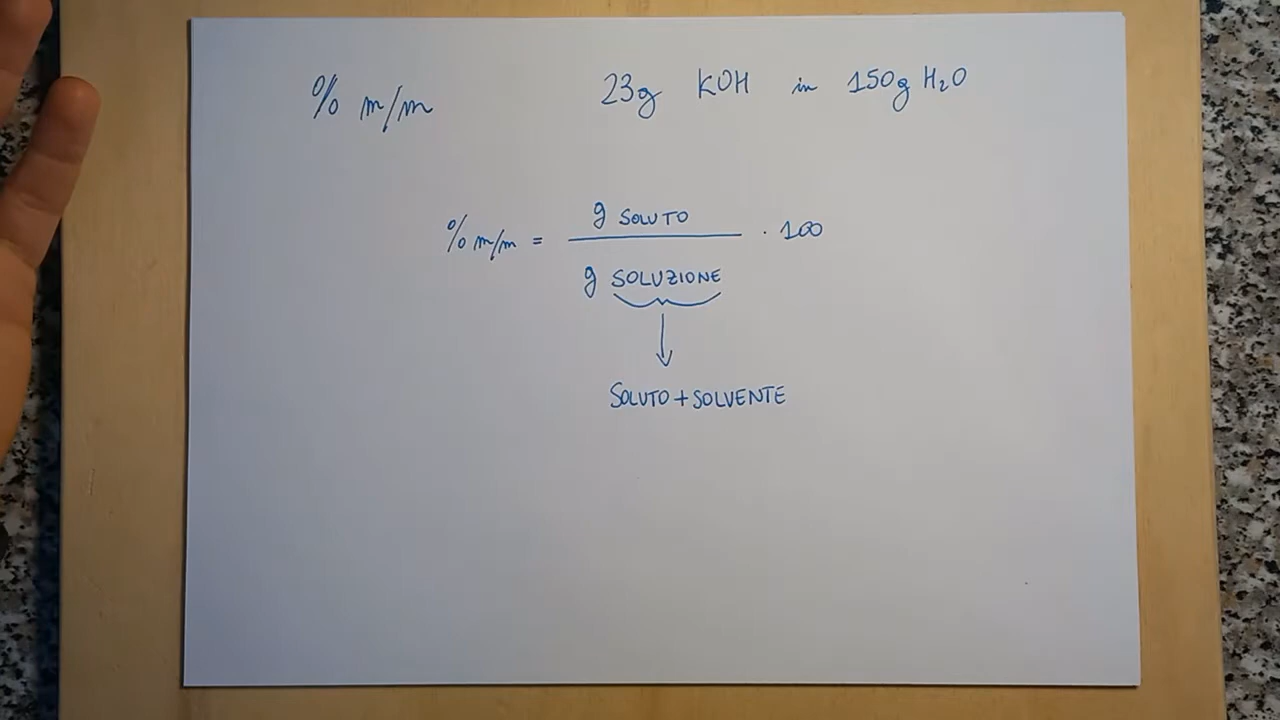 % m/m 23g KOH in 150g H₂O
% m/m = g SOLUTO / g SOLUZIONE · 100
SOLUTO + SOLVENTE